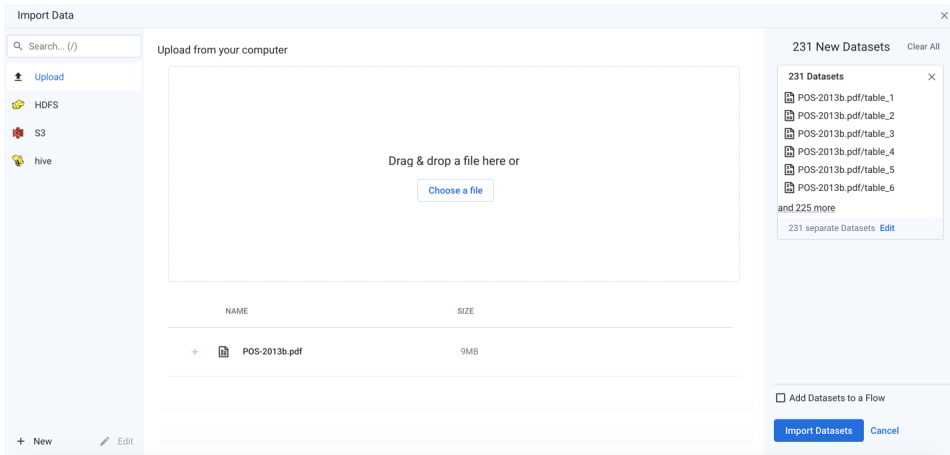 Import Data
Search... (/)
Upload
HDFS
S3
hive
+ New
Edit
Upload from your computer
Drag & drop a file here or
Choose a file
NAME SIZE
+ POS-2013b.pdf 9MB
231 New Datasets Clear All
231 Datasets
POS-2013b.pdf/table_1
POS-2013b.pdf/table_2
POS-2013b.pdf/table_3
POS-2013b.pdf/table_4
POS-2013b.pdf/table_5
POS-2013b.pdf/table_6
and 225 more
231 separate Datasets Edit
Add Datasets to a Flow
Import Datasets Cancel